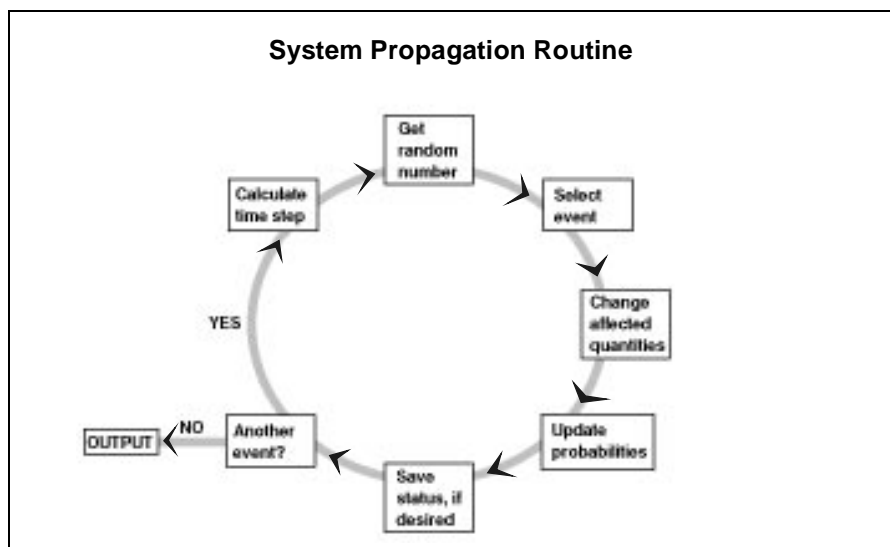 System Propagation Routine
Get
random
number
Select
event
Change
affected
quantities
Update
probabilities
Save
status, if
desired
Another
event?
NO
OUTPUT
YES
Calculate
time step